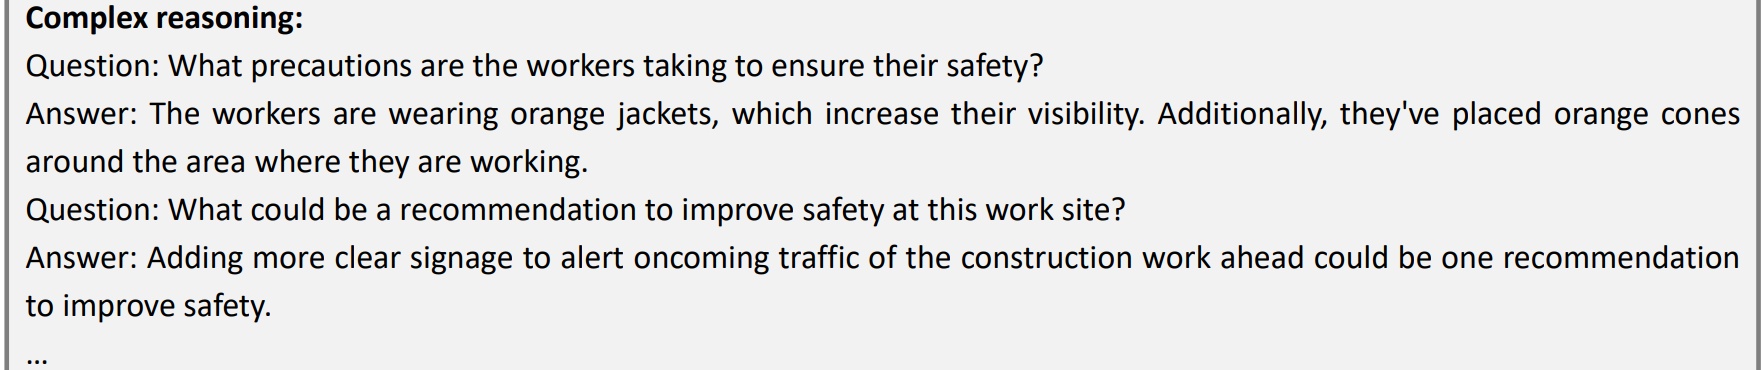 Complex reasoning:
Question: What precautions are the workers taking to ensure their safety?
Answer: The workers are wearing orange jackets, which increase their visibility. Additionally, they've placed orange cones
around the area where they are working.
Question: What could be a recommendation to improve safety at this work site?
Answer: Adding more clear signage to alert oncoming traffic of the construction work ahead could be one recommendation
to improve safety.
...